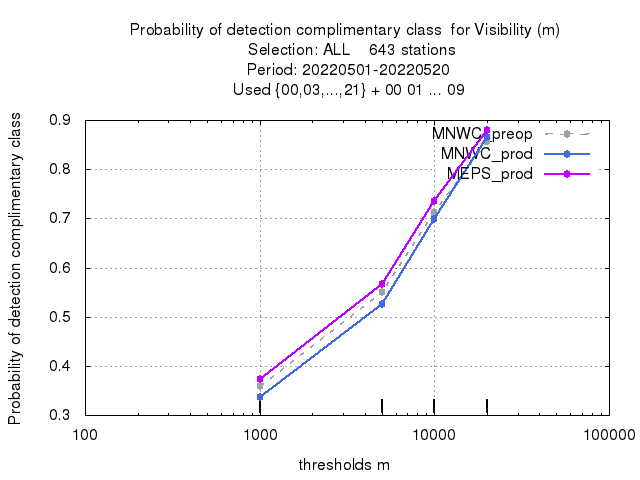 Probability of detection complimentary class  for Visibility (m)
Selection: ALL    643 stations
Period: 20220501-20220520
Used {00,03,...,21} + 00 01 ... 09
Probability of detection complimentary class
0.9
0.8
0.7
0.6
0.5
0.4
0.3
MNWC_preop
MNWC_prod
MEPS_prod
100
1000
10000
100000
thresholds m